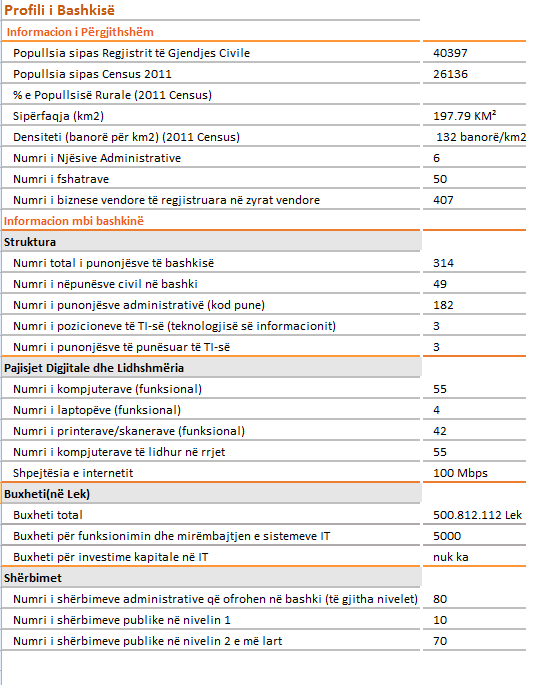 Profili i Bashkisë
Informacion i Përgjithshëm
Popullsia sipas Regjistrit të Gjendjes Civile 40397
Popullsia sipas Census 2011 26136
% e Popullsisë Rurale (2011 Census)
Sipërfaqja (km2) 197.79 KM²
Densiteti (banorë për km2) (2011 Census) 132 banorë/km2
Numri i Njësive Administrative 6
Numri i fshatrave 50
Numri i biznese vendore të regjistruara në zyrat vendore 407
Informacion mbi bashkinë
Struktura
Numri total i punonjësve të bashkisë 314
Numri i nëpunësve civil në bashki 49
Numri i punonjësve administrativë (kod pune) 182
Numri i pozicioneve të TI-së (teknologjisë së informacionit) 3
Numri i punonjësve të punësuar të TI-së 3
Pajisjet Digjitale dhe Lidhshmëria
Numri i kompjuterave (funksional) 55
Numri i laptopëve (funksional) 4
Numri i printerave/skanerave (funksional) 42
Numri i kompjuterave të lidhur në rrjet 55
Shpejtësia e internetit 100 Mbps
Buxheti(në Lek)
Buxheti total 500.812.112 Lek
Buxheti për funksionimin dhe mirëmbajtjen e sistemeve IT 5000
Buxheti për investime kapitale në IT nuk ka
Shërbimet
Numri i shërbimeve administrative që ofrohen në bashki (të gjitha nivelet) 80
Numri i shërbimeve publike në nivelin 1 10
Numri i shërbimeve publike në nivelin 2 e më lart 70